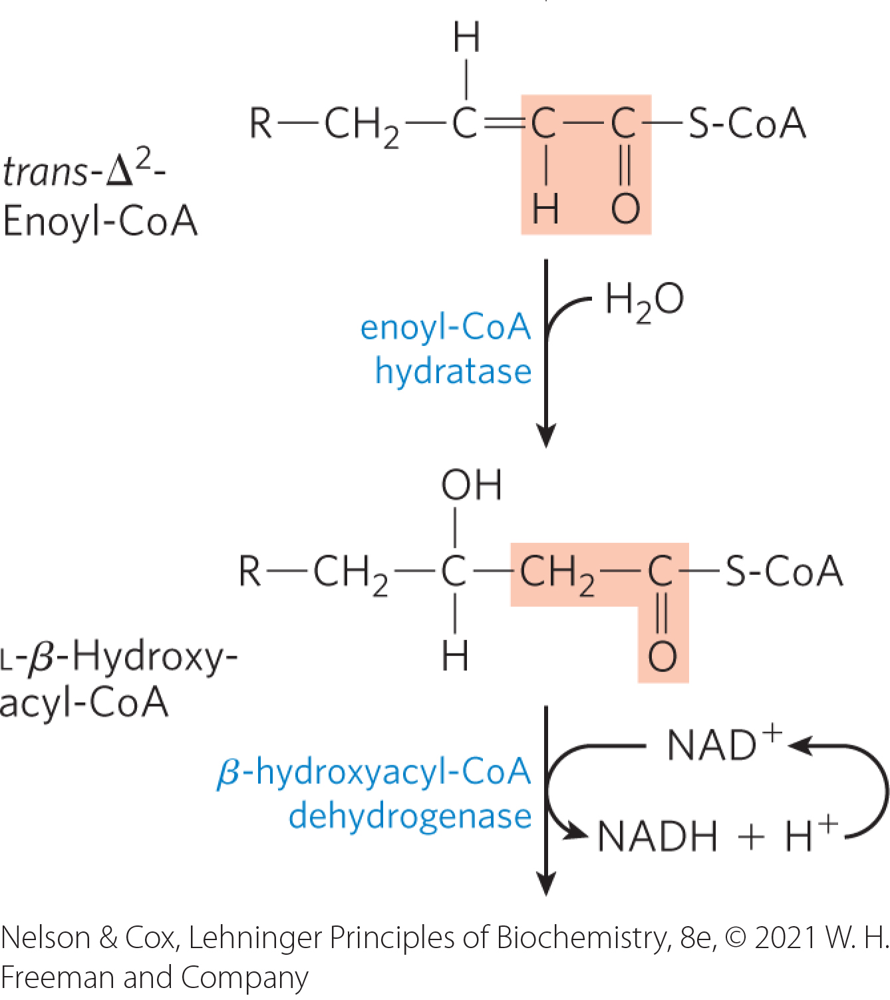 H
R—CH₂—C=C—C—S-CoA
H O
trans-Δ²-
Enoyl-CoA
H₂O
enoyl-CoA
hydratase
OH
R—CH₂—C—CH₂—C—S-CoA
H O
L-β-Hydroxy-
acyl-CoA
NAD⁺
β-hydroxyacyl-CoA
dehydrogenase
NADH + H⁺
Nelson & Cox, Lehninger Principles of Biochemistry, 8e, © 2021 W. H.
Freeman and Company